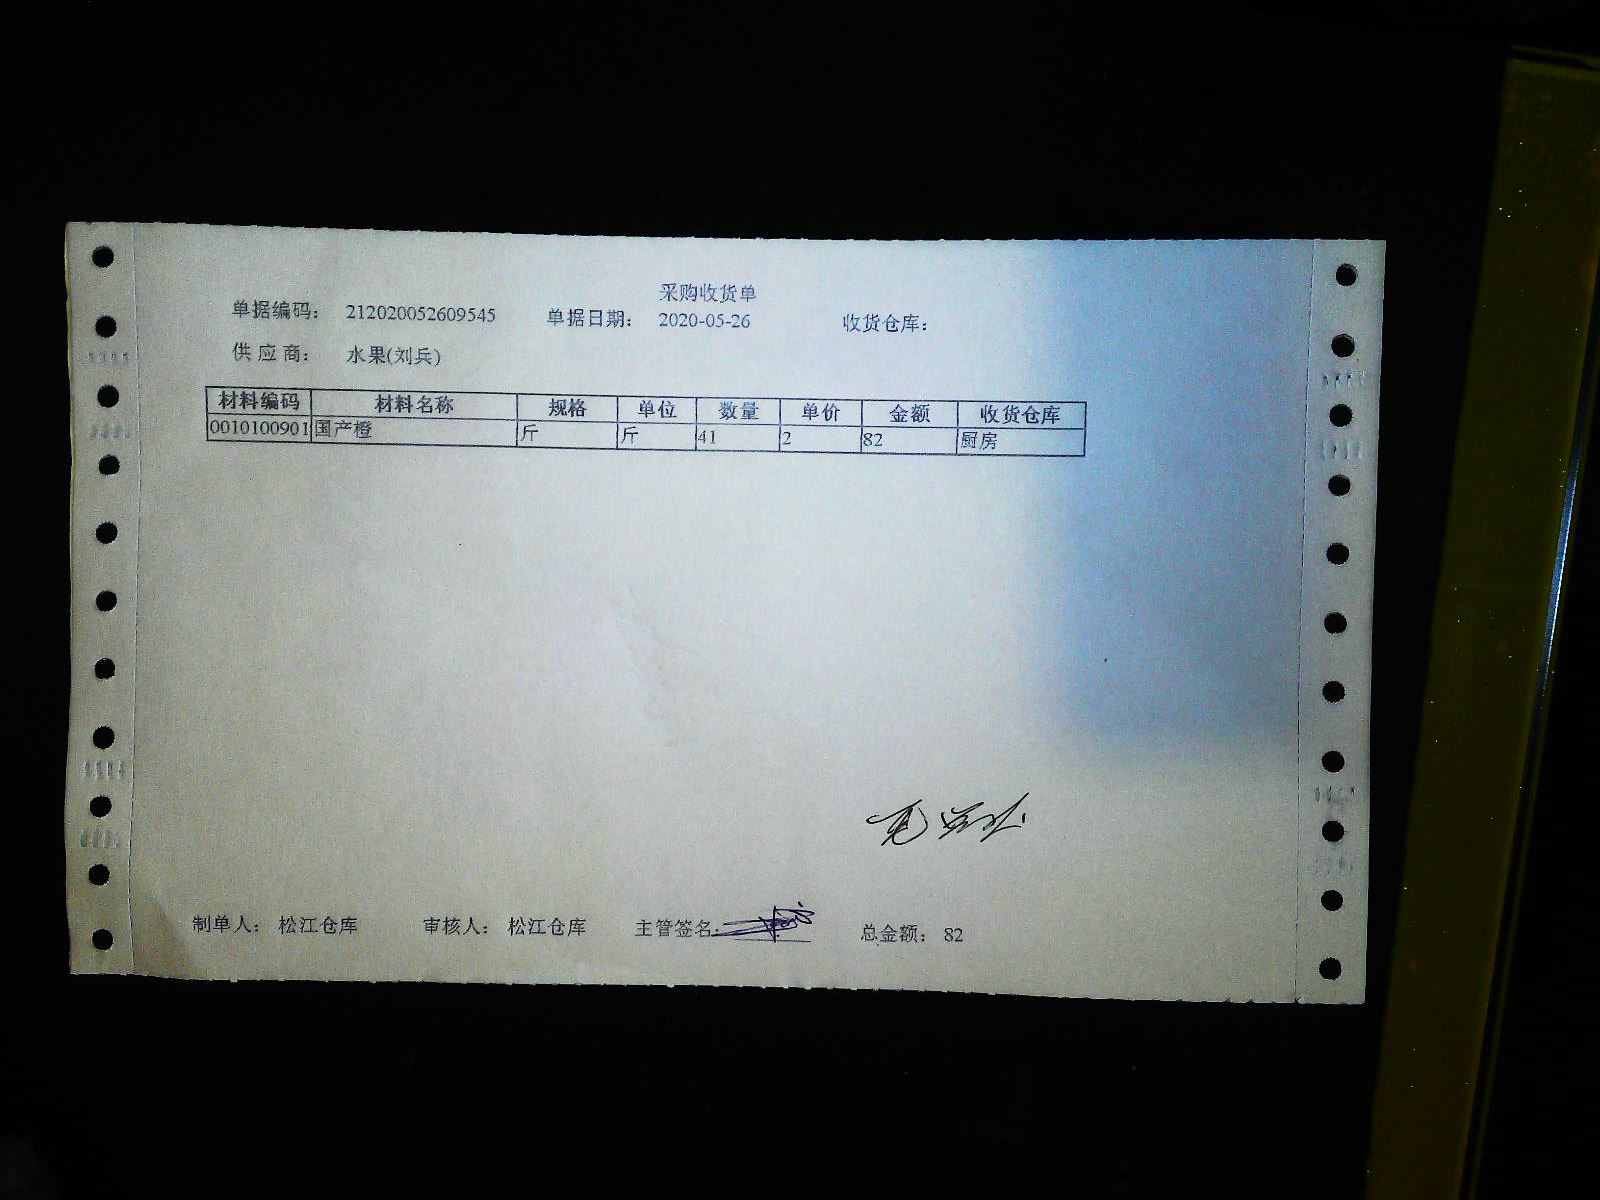 采购收货单
单据编码： 212020052609545 单据日期： 2020-05-26 收货仓库：
供 应 商： 水果(刘兵)
材料编码 材料名称 规格 单位 数量 单价 金额 收货仓库
0010100901 国产橙 斤 斤 41 2 82 厨房
制单人： 松江仓库 审核人： 松江仓库 主管签名： 总金额： 82